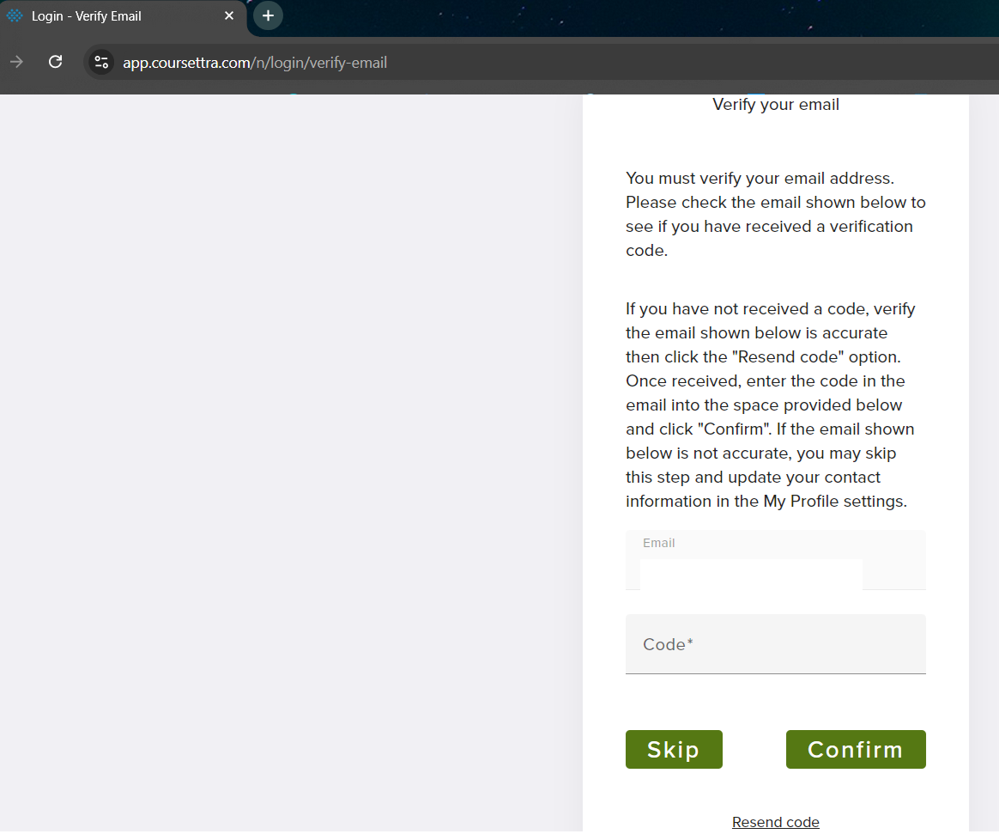 Login - Verify Email
app.coursettra.com/n/login/verify-email
Verify your email
You must verify your email address.
Please check the email shown below to
see if you have received a verification
code.
If you have not received a code, verify
the email shown below is accurate
then click the "Resend code" option.
Once received, enter the code in the
email into the space provided below
and click "Confirm". If the email shown
below is not accurate, you may skip
this step and update your contact
information in the My Profile settings.
Email
Code*
Skip
Confirm
Resend code